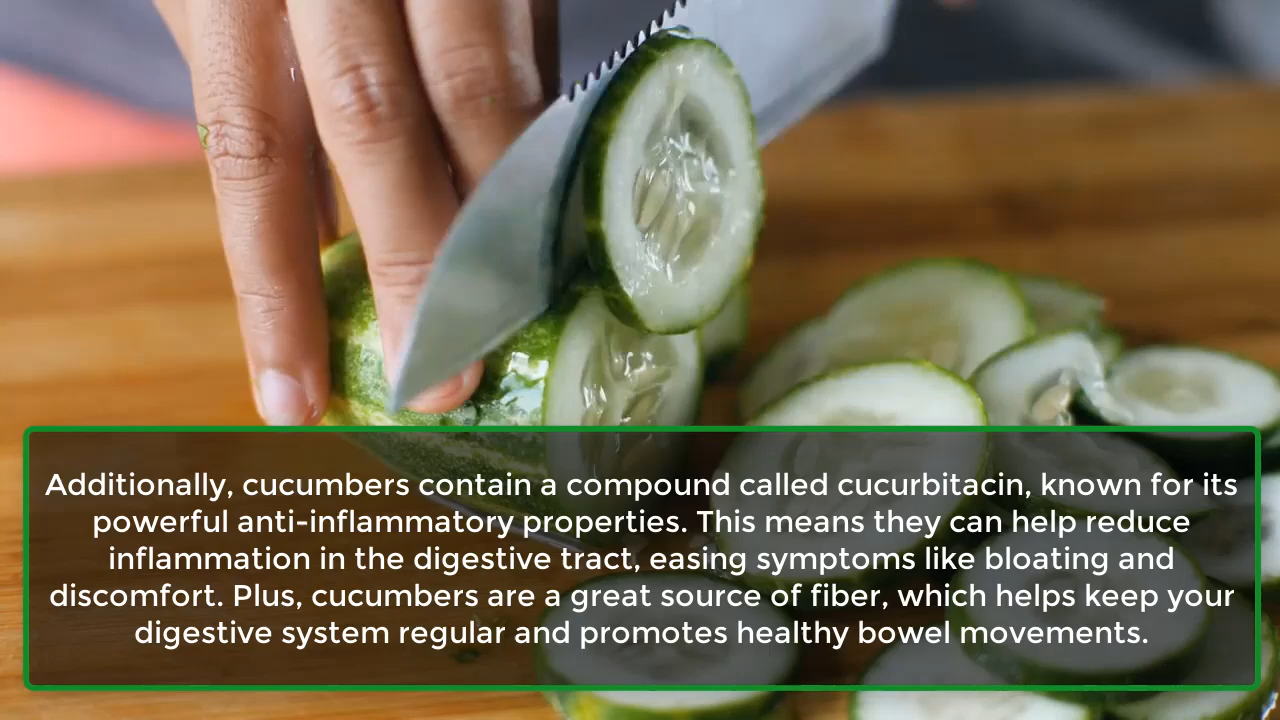 Additionally, cucumbers contain a compound called cucurbitacin, known for its
powerful anti-inflammatory properties. This means they can help reduce
inflammation in the digestive tract, easing symptoms like bloating and
discomfort. Plus, cucumbers are a great source of fiber, which helps keep your
digestive system regular and promotes healthy bowel movements.